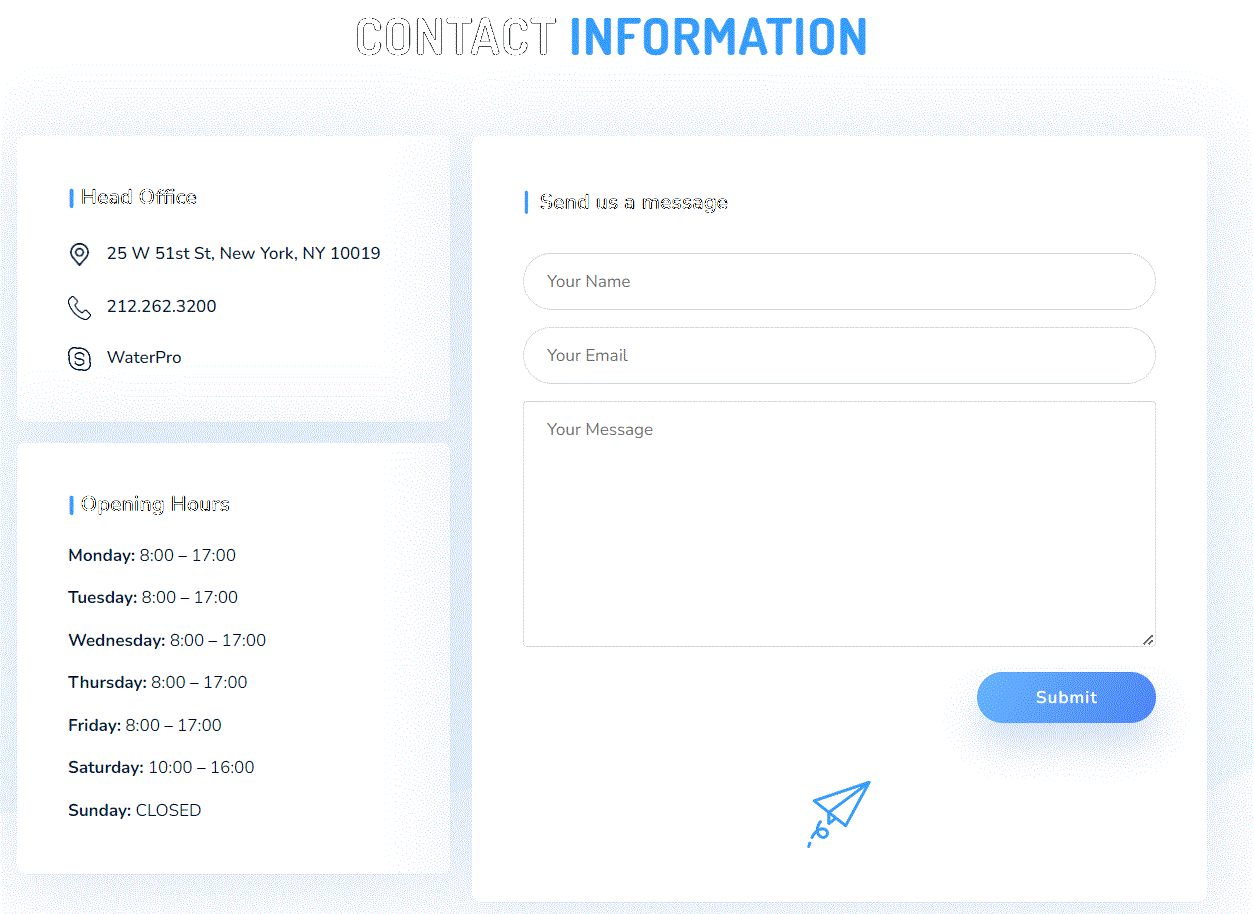 CONTACT INFORMATION
Head Office
25 W 51st St, New York, NY 10019
212.262.3200
WaterPro
Opening Hours
Monday: 8:00 – 17:00
Tuesday: 8:00 – 17:00
Wednesday: 8:00 – 17:00
Thursday: 8:00 – 17:00
Friday: 8:00 – 17:00
Saturday: 10:00 – 16:00
Sunday: CLOSED
Send us a message
Your Name
Your Email
Your Message
Submit